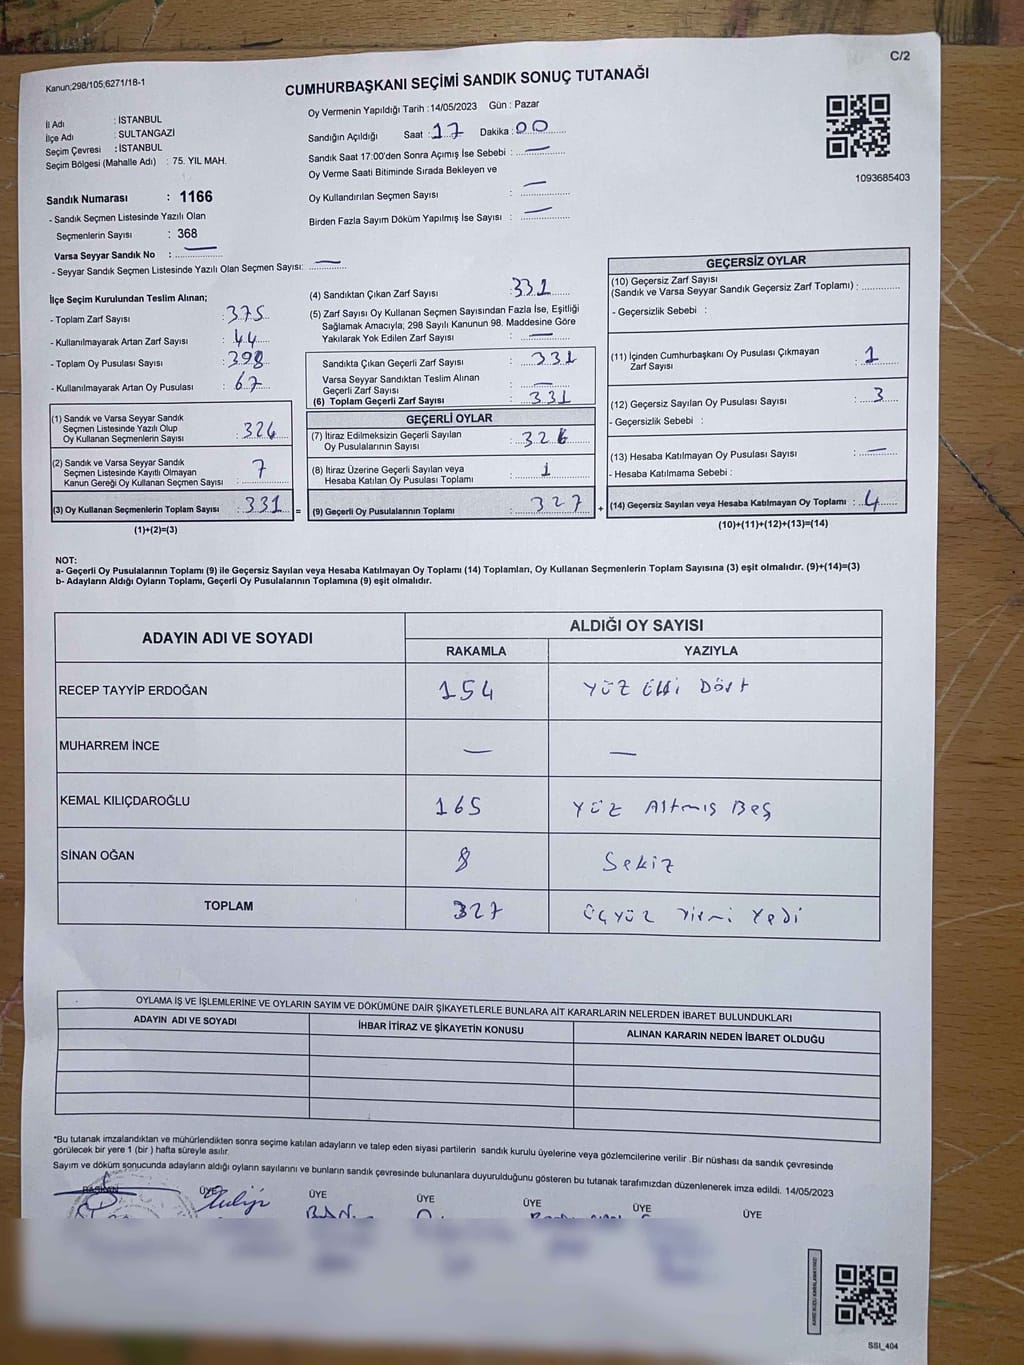 C/2
Kanun;298/105;6271/18-1
CUMHURBAŞKANI SEÇİMİ SANDIK SONUÇ TUTANAĞI
İl Adı : İSTANBUL
İlçe Adı : SULTANGAZİ
Seçim Çevresi : İSTANBUL
Seçim Bölgesi (Mahalle Adı) : 75. YIL MAH.
Sandık Numarası : 1166
- Sandık Seçmen Listesinde Yazılı Olan
Seçmenlerin Sayısı : 368
Varsa Seyyar Sandık No : —
- Seyyar Sandık Seçmen Listesinde Yazılı Olan Seçmen Sayısı: —
Oy Vermenin Yapıldığı Tarih :14/05/2023 Gün : Pazar
Sandığın Açıldığı Saat : 17 Dakika : 00
Sandık Saat 17:00'den Sonra Açımış İse Sebebi : —
Oy Verme Saati Bitiminde Sırada Bekleyen ve
Oy Kullandırılan Seçmen Sayısı : —
Birden Fazla Sayım Döküm Yapılmış İse Sayısı : —
1093685403
İlçe Seçim Kurulundan Teslim Alınan;
- Toplam Zarf Sayısı : 375
- Kullanılmayarak Artan Zarf Sayısı : 44
- Toplam Oy Pusulası Sayısı : 398
- Kullanılmayarak Artan Oy Pusulası : 67
(1) Sandık ve Varsa Seyyar Sandık
Seçmen Listesinde Yazılı Olup
Oy Kullanan Seçmenlerin Sayısı : 324
(2) Sandık ve Varsa Seyyar Sandık
Seçmen Listesinde Kayıtlı Olmayan
Kanun Gereği Oy Kullanan Seçmen Sayısı : 7
(3) Oy Kullanan Seçmenlerin Toplam Sayısı : 331 =
(1)+(2)=(3)
(4) Sandıktan Çıkan Zarf Sayısı : 331
(5) Zarf Sayısı Oy Kullanan Seçmen Sayısından Fazla İse, Eşitliği
Sağlamak Amacıyla; 298 Sayılı Kanunun 98. Maddesine Göre
Yakılarak Yok Edilen Zarf Sayısı : —
Sandıkta Çıkan Geçerli Zarf Sayısı : 331
Varsa Seyyar Sandıktan Teslim Alınan
Geçerli Zarf Sayısı : —
(6) Toplam Geçerli Zarf Sayısı : 331
GEÇERLİ OYLAR
(7) İtiraz Edilmeksizin Geçerli Sayılan
Oy Pusulalarının Sayısı : 326
(8) İtiraz Üzerine Geçerli Sayılan veya
Hesaba Katılan Oy Pusulası Toplamı : 1
(9) Geçerli Oy Pusulalarının Toplamı : 327 +
GEÇERSİZ OYLAR
(10) Geçersiz Zarf Sayısı
(Sandık ve Varsa Seyyar Sandık Geçersiz Zarf Toplamı) :
- Geçersizlik Sebebi :
(11) İçinden Cumhurbaşkanı Oy Pusulası Çıkmayan
Zarf Sayısı : 1
(12) Geçersiz Sayılan Oy Pusulası Sayısı : 3
- Geçersizlik Sebebi :
(13) Hesaba Katılmayan Oy Pusulası Sayısı : —
- Hesaba Katılmama Sebebi :
(14) Geçersiz Sayılan veya Hesaba Katılmayan Oy Toplamı : 4
(10)+(11)+(12)+(13)=(14)
NOT:
a- Geçerli Oy Pusulalarının Toplamı (9) ile Geçersiz Sayılan veya Hesaba Katılmayan Oy Toplamı (14) Toplamları, Oy Kullanan Seçmenlerin Toplam Sayısına (3) eşit olmalıdır. (9)+(14)=(3)
b- Adayların Aldığı Oyların Toplamı, Geçerli Oy Pusulalarının Toplamına (9) eşit olmalıdır.
ADAYIN ADI VE SOYADI
ALDIĞI OY SAYISI
RAKAMLA YAZIYLA
RECEP TAYYİP ERDOĞAN 154 Yüz Elli Dört
MUHARREM İNCE — —
KEMAL KILIÇDAROĞLU 165 Yüz Altmış Beş
SİNAN OĞAN 8 Sekiz
TOPLAM 327 Üçyüz Yirmi Yedi
OYLAMA İŞ VE İŞLEMLERİNE VE OYLARIN SAYIM VE DÖKÜMÜNE DAİR ŞİKAYETLERLE BUNLARA AİT KARARLARIN NELERDEN İBARET BULUNDUKLARI
ADAYIN ADI VE SOYADI İHBAR İTİRAZ VE ŞİKAYETİN KONUSU ALINAN KARARIN NEDEN İBARET OLDUĞU
*Bu tutanak imzalandıktan ve mühürlendikten sonra seçime katılan adayların ve talep eden siyasi partilerin sandık kurulu üyelerine veya gözlemcilerine verilir .Bir nüshası da sandık çevresinde
görülecek bir yere 1 (bir ) hafta süreyle asılır.
Sayım ve döküm sonucunda adayların aldığı oyların sayılarını ve bunların sandık çevresinde bulunanlara duyurulduğunu gösteren bu tutanak tarafımızdan düzenlenerek imza edildi. 14/05/2023
BAŞKAN ÜYE ÜYE ÜYE ÜYE ÜYE ÜYE
SSI_404